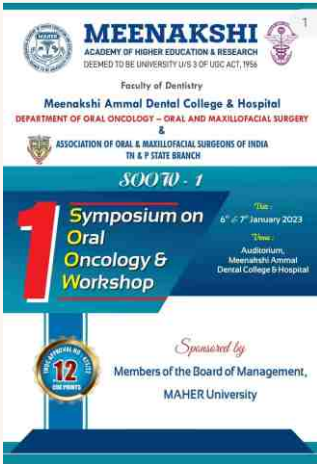 1
MEENAKSHI
ACADEMY OF HIGHER EDUCATION & RESEARCH
DEEMED TO BE UNIVERSITY U/S 3 OF UGC ACT, 1956
Faculty of Dentistry
Meenakshi Ammal Dental College & Hospital
DEPARTMENT OF ORAL ONCOLOGY – ORAL AND MAXILLOFACIAL SURGERY
&
ASSOCIATION OF ORAL & MAXILLOFACIAL SURGEONS OF INDIA
TN & P STATE BRANCH
SOOW - 1
1
Symposium on
Oral
Oncology &
Workshop
6th & 7th January 2023
Venue :
Auditorium,
Meenakshi Ammal
Dental College & Hospital
12
CDE POINTS
Sponsored by
Members of the Board of Management,
MAHER University